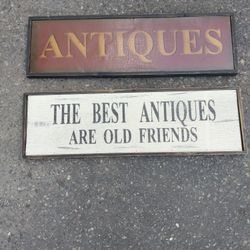 ANTIQUES
THE BEST ANTIQUES
ARE OLD FRIENDS